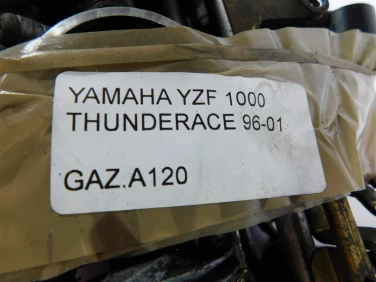 YAMAHA YZF 1000
THUNDERACE 96-01
GAZ.A120